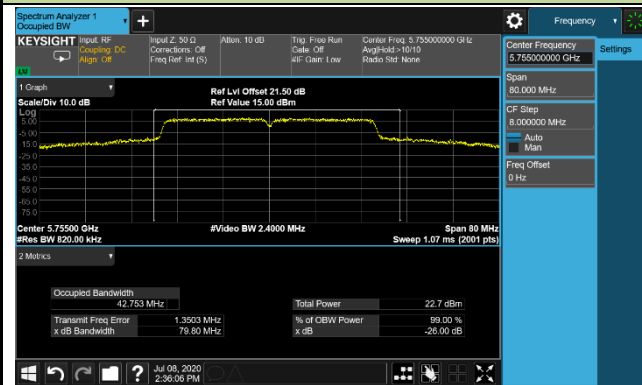 Spectrum Analyzer 1
Occupied BW
+
Frequency
KEYSIGHT
Input: RF
Coupling: DC
Align: Off
Input Z: 50 Ω
Corrections: Off
Freq Ref: Int (S)
Atten: 10 dB
Trig: Free Run
Gate: Off
#IF Gain: Low
Center Freq: 5.755000000 GHz
Avg|Hold:>10/10
Radio Std: None
Center Frequency
5.755000000 GHz
Settings
Span
80.000 MHz
CF Step
8.000000 MHz
Auto
Man
Freq Offset
0 Hz
1 Graph
Scale/Div 10.0 dB
Ref Lvl Offset 21.50 dB
Ref Value 15.00 dBm
Log
5.00
-5.00
-15.0
-25.0
-35.0
-45.0
-55.0
-65.0
-75.0
Center 5.75500 GHz
#Res BW 820.00 kHz
#Video BW 2.4000 MHz
Span 80 MHz
Sweep 1.07 ms (2001 pts)
2 Metrics
Occupied Bandwidth
42.753 MHz
Total Power 22.7 dBm
Transmit Freq Error 1.3503 MHz
% of OBW Power 99.00 %
x dB Bandwidth 79.80 MHz
x dB -26.00 dB
?
Jul 08, 2020
2:36:06 PM